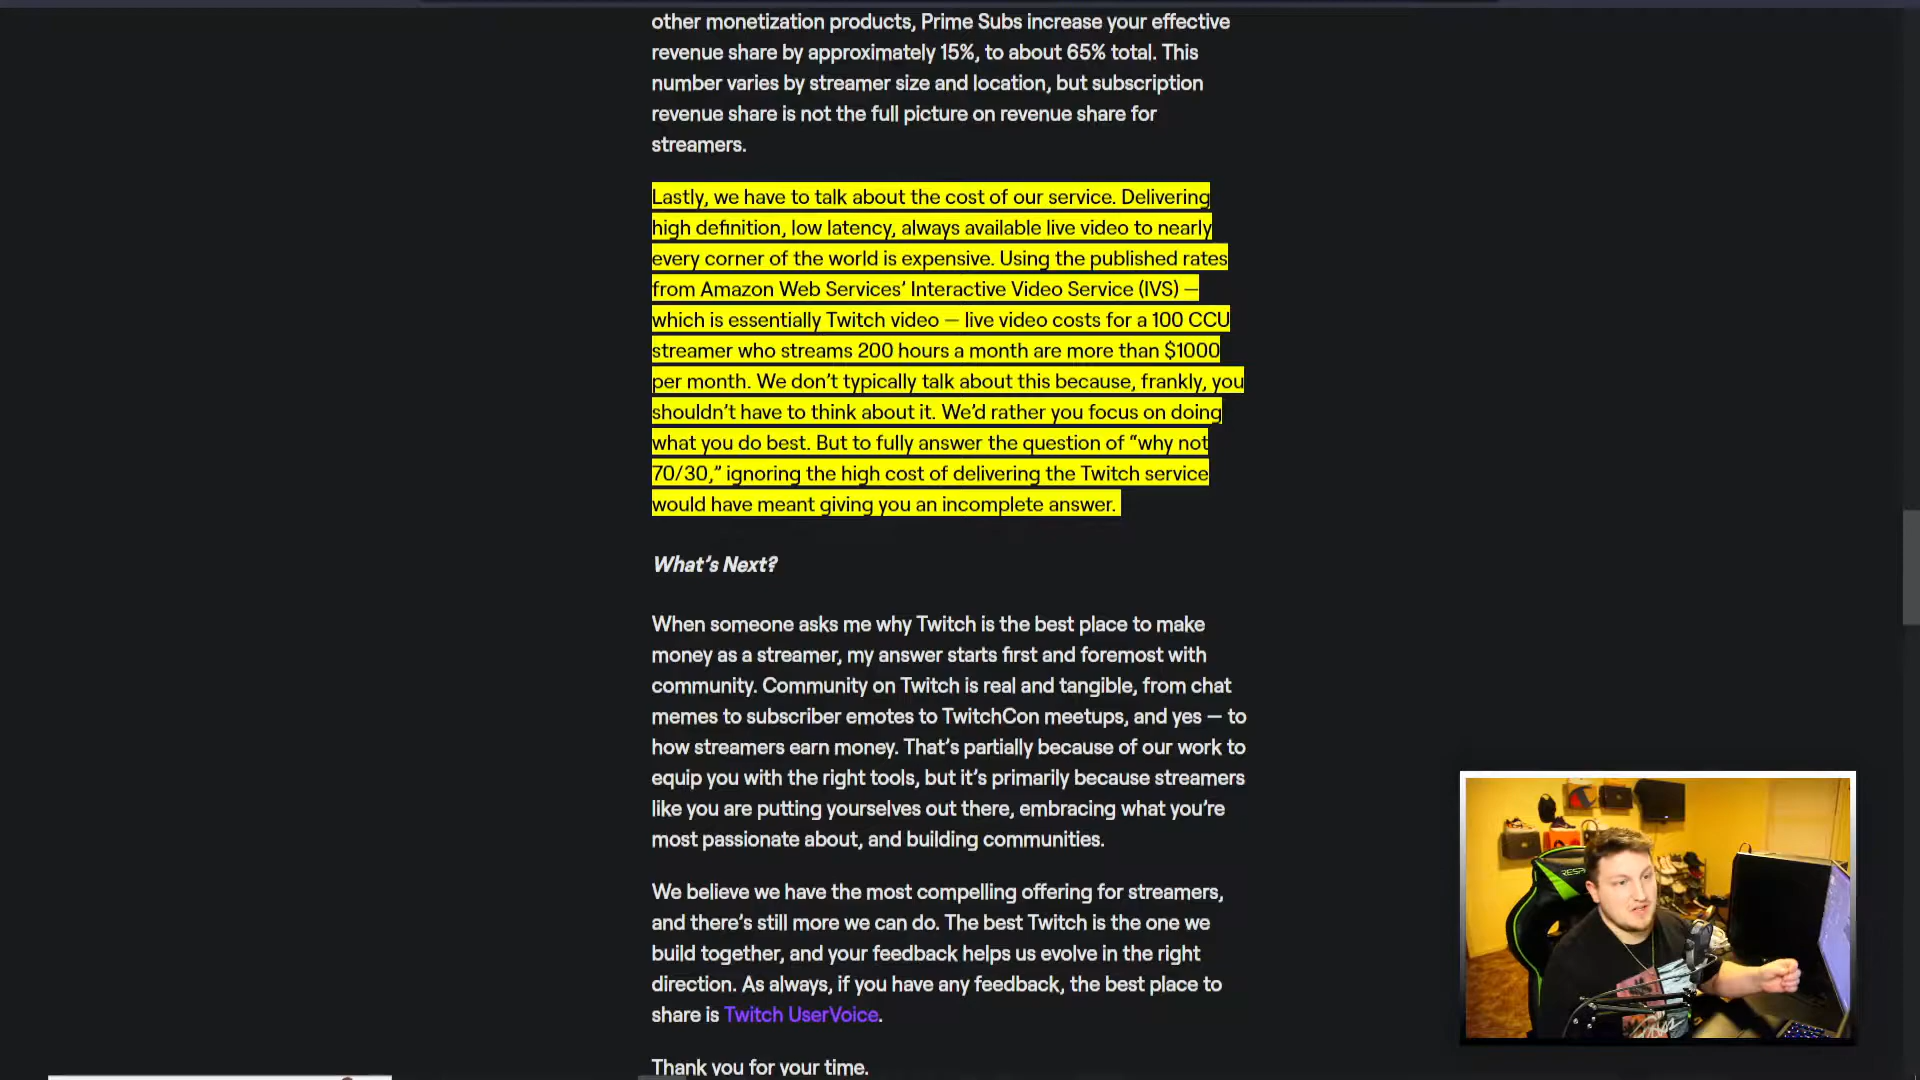 other monetization products, Prime Subs increase your effective
revenue share by approximately 15%, to about 65% total. This
number varies by streamer size and location, but subscription
revenue share is not the full picture on revenue share for
streamers.
Lastly, we have to talk about the cost of our service. Delivering
high definition, low latency, always available live video to nearly
every corner of the world is expensive. Using the published rates
from Amazon Web Services’ Interactive Video Service (IVS) —
which is essentially Twitch video — live video costs for a 100 CCU
streamer who streams 200 hours a month are more than $1000
per month. We don’t typically talk about this because, frankly, you
shouldn’t have to think about it. We’d rather you focus on doing
what you do best. But to fully answer the question of “why not
70/30,” ignoring the high cost of delivering the Twitch service
would have meant giving you an incomplete answer.
What’s Next?
When someone asks me why Twitch is the best place to make
money as a streamer, my answer starts first and foremost with
community. Community on Twitch is real and tangible, from chat
memes to subscriber emotes to TwitchCon meetups, and yes — to
how streamers earn money. That’s partially because of our work to
equip you with the right tools, but it’s primarily because streamers
like you are putting yourselves out there, embracing what you’re
most passionate about, and building communities.
We believe we have the most compelling offering for streamers,
and there’s still more we can do. The best Twitch is the one we
build together, and your feedback helps us evolve in the right
direction. As always, if you have any feedback, the best place to
share is Twitch UserVoice.
Thank you for your time.